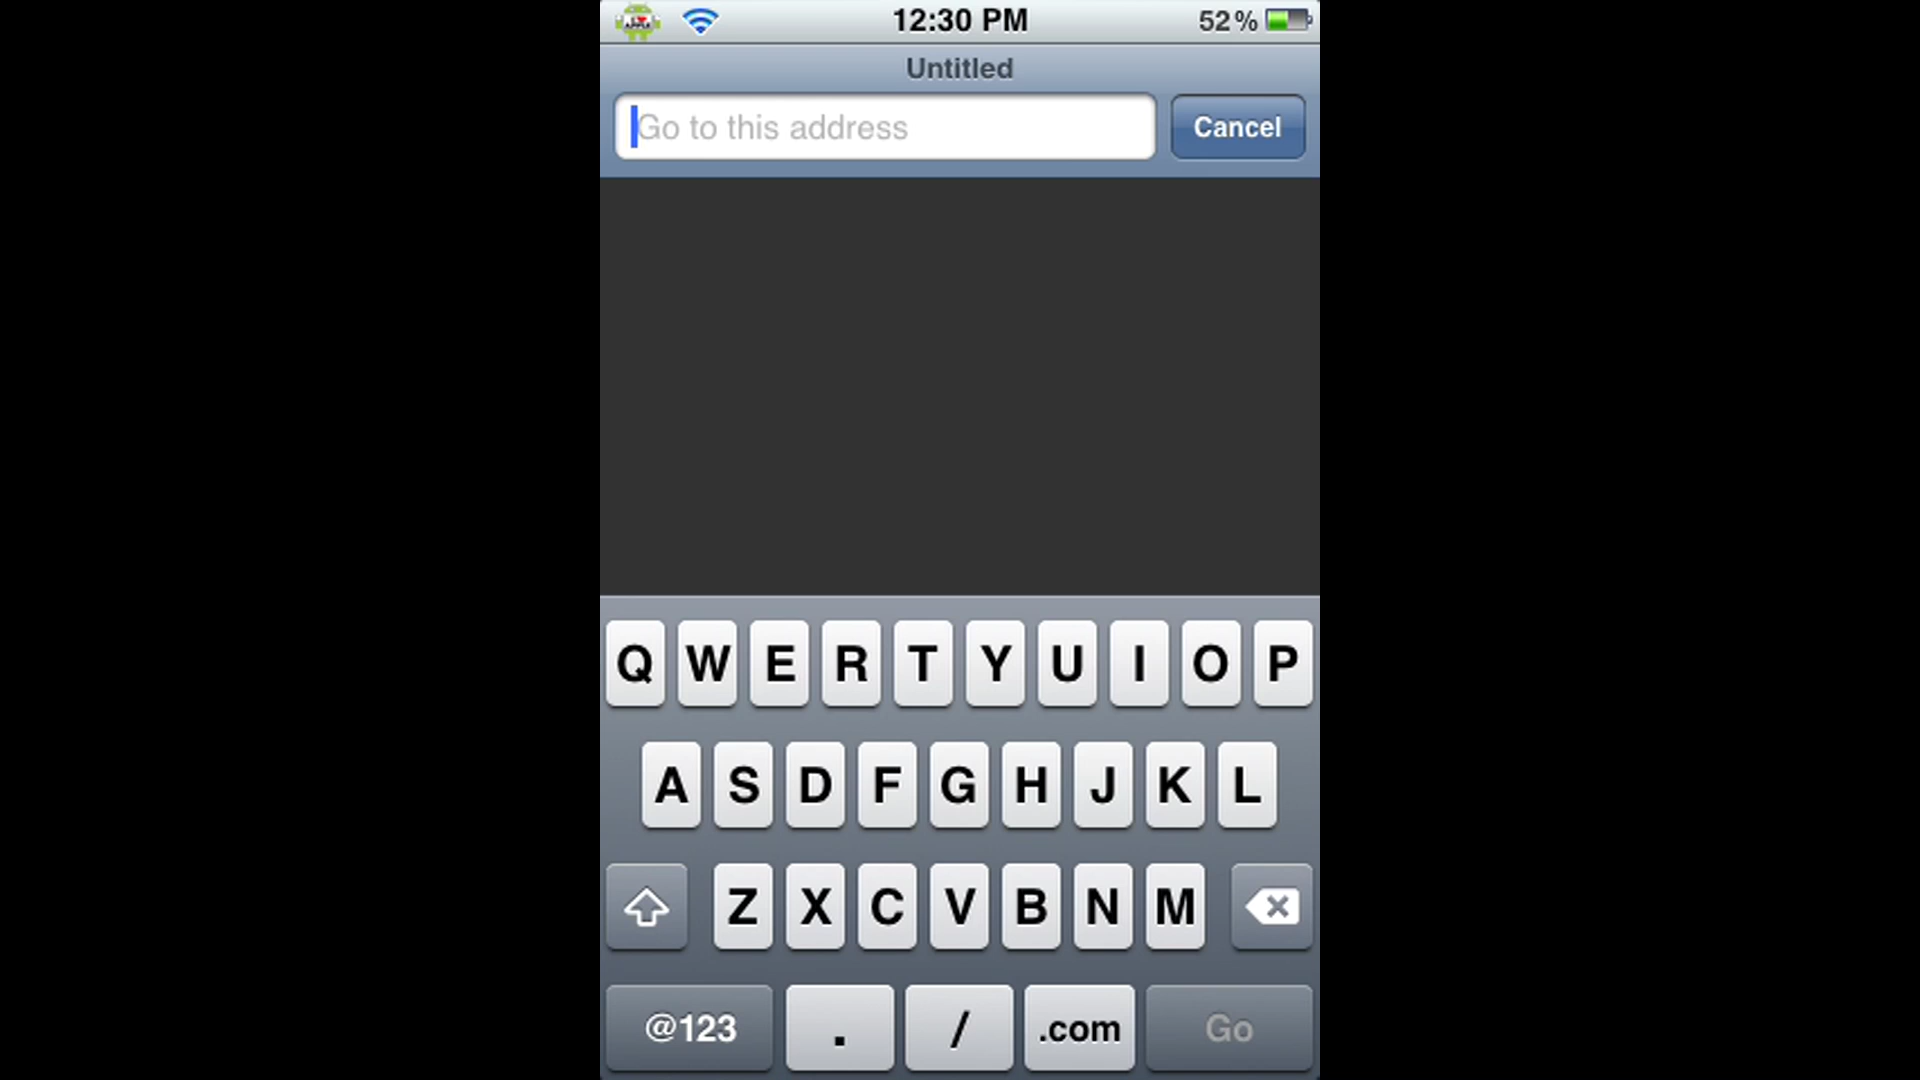 12:30 PM 52%
Untitled
Go to this address Cancel
Q W E R T Y U I O P
A S D F G H J K L
Z X C V B N M
@123 . / .com Go